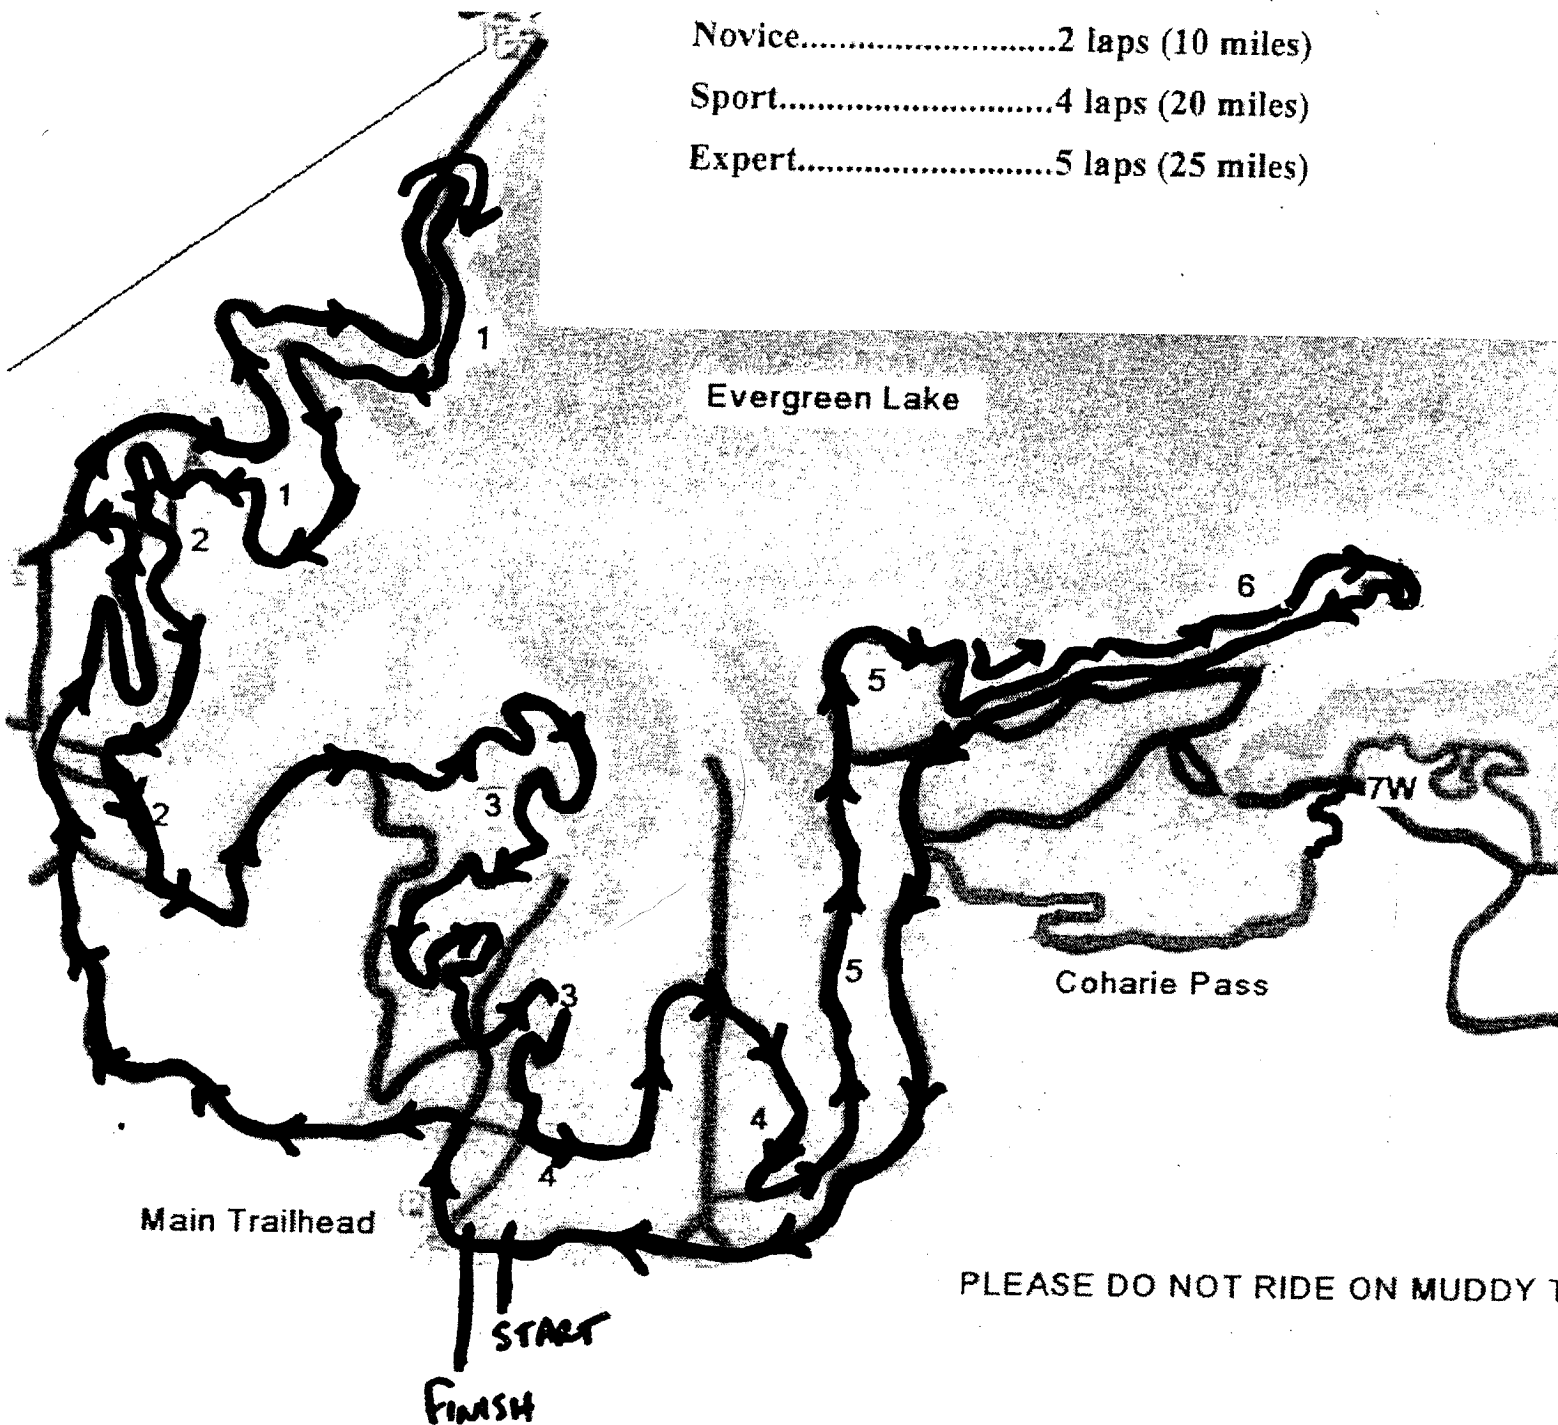 Novice...........................2 laps (10 miles)
Sport.............................4 laps (20 miles)
Expert...........................5 laps (25 miles)
1
Evergreen Lake
1
2
6
5
3
2
7W
5
3
Coharie Pass
4
4
Main Trailhead
PLEASE DO NOT RIDE ON MUDDY T
START
FINISH